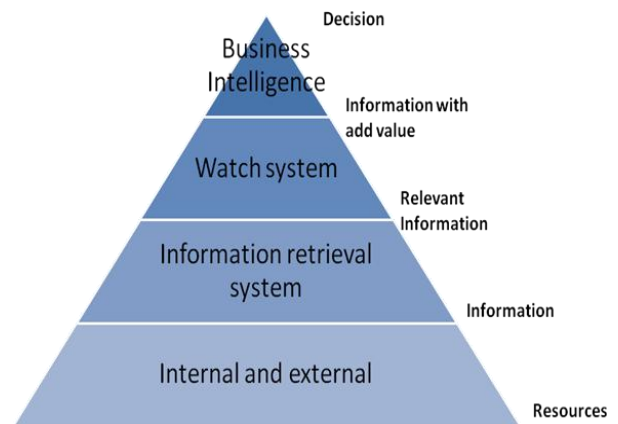 Decision
Business
Intelligence
Information with
add value
Watch system
Relevant
Information
Information retrieval
system
Information
Internal and external
Resources